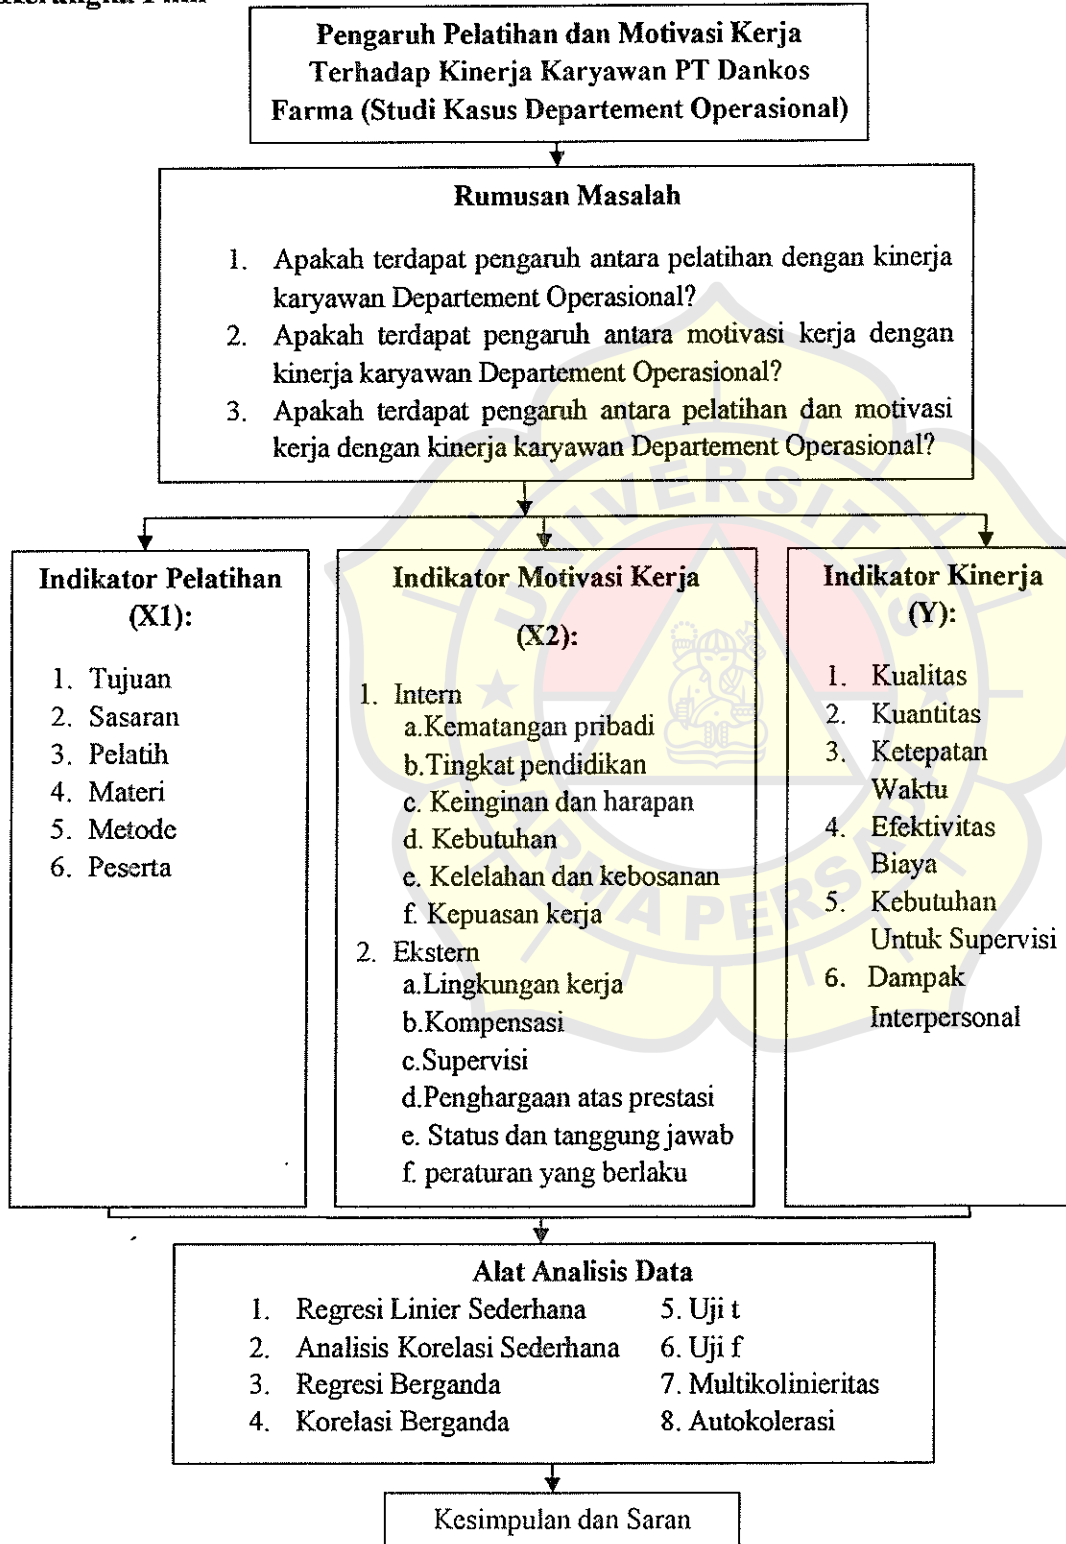 Pengaruh Pelatihan dan Motivasi Kerja
Terhadap Kinerja Karyawan PT Dankos
Farma (Studi Kasus Departement Operasional)
Rumusan Masalah
1. Apakah terdapat pengaruh antara pelatihan dengan kinerja
karyawan Departement Operasional?
2. Apakah terdapat pengaruh antara motivasi kerja dengan
kinerja karyawan Departement Operasional?
3. Apakah terdapat pengaruh antara pelatihan dan motivasi
kerja dengan kinerja karyawan Departement Operasional?
Indikator Pelatihan
(X1):
1. Tujuan
2. Sasaran
3. Pelatih
4. Materi
5. Metode
6. Peserta
Indikator Motivasi Kerja
(X2):
1. Intern
a.Kematangan pribadi
b.Tingkat pendidikan
c. Keinginan dan harapan
d. Kebutuhan
e. Kelelahan dan kebosanan
f. Kepuasan kerja
2. Ekstern
a.Lingkungan kerja
b.Kompensasi
c.Supervisi
d.Penghargaan atas prestasi
e. Status dan tanggung jawab
f. peraturan yang berlaku
Indikator Kinerja
(Y):
1. Kualitas
2. Kuantitas
3. Ketepatan
Waktu
4. Efektivitas
Biaya
5. Kebutuhan
Untuk Supervisi
6. Dampak
Interpersonal
UNIVERSITAS
DARMA PERSADA
Alat Analisis Data
1. Regresi Linier Sederhana
2. Analisis Korelasi Sederhana
3. Regresi Berganda
4. Korelasi Berganda
5. Uji t
6. Uji f
7. Multikolinieritas
8. Autokolerasi
Kesimpulan dan Saran